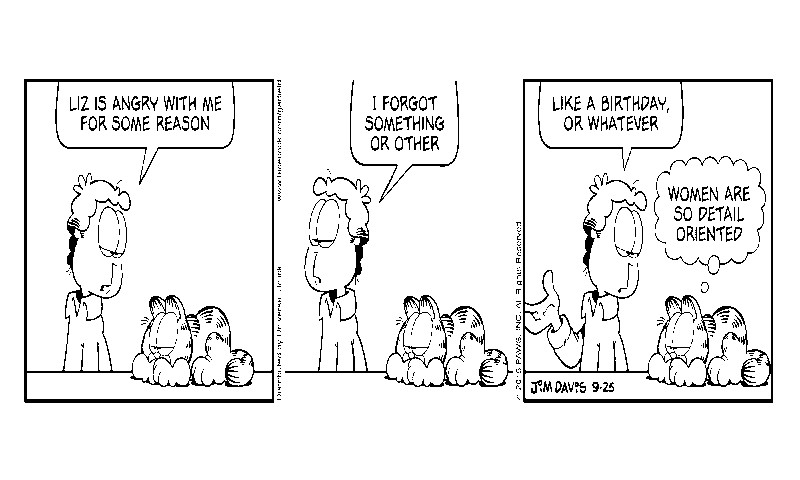 LIZ IS ANGRY WITH ME
FOR SOME REASON
I FORGOT
SOMETHING
OR OTHER
LIKE A BIRTHDAY,
OR WHATEVER
WOMEN ARE
SO DETAIL
ORIENTED
JIM DAVIS 9-25